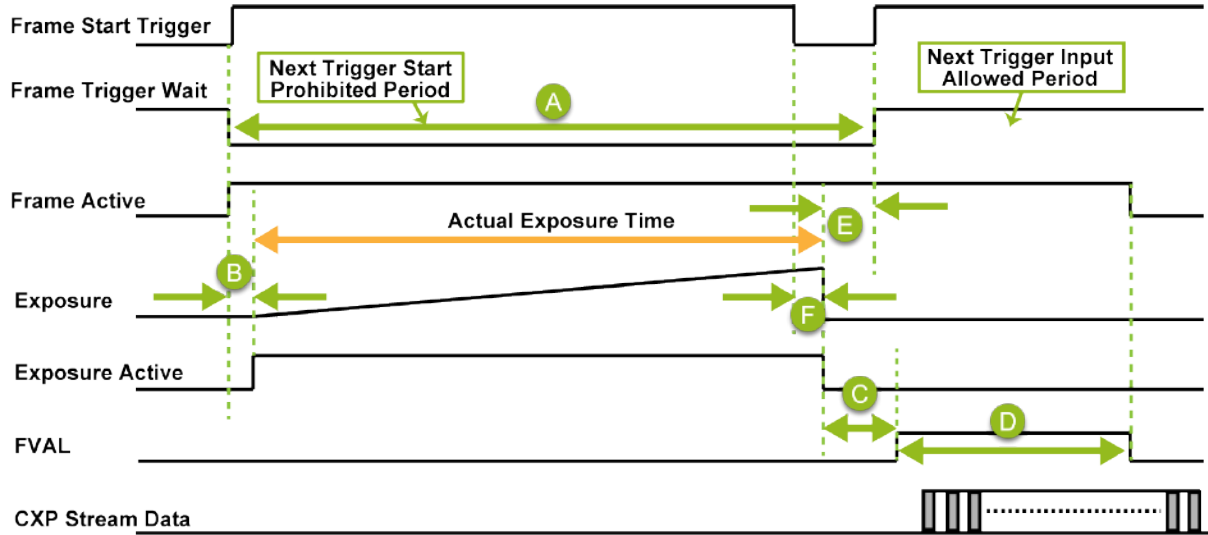 Frame Start Trigger
Next Trigger Start
Prohibited Period
Next Trigger Input
Allowed Period
Frame Trigger Wait
A
Frame Active
Actual Exposure Time
E
B
Exposure
F
Exposure Active
C
D
FVAL
CXP Stream Data